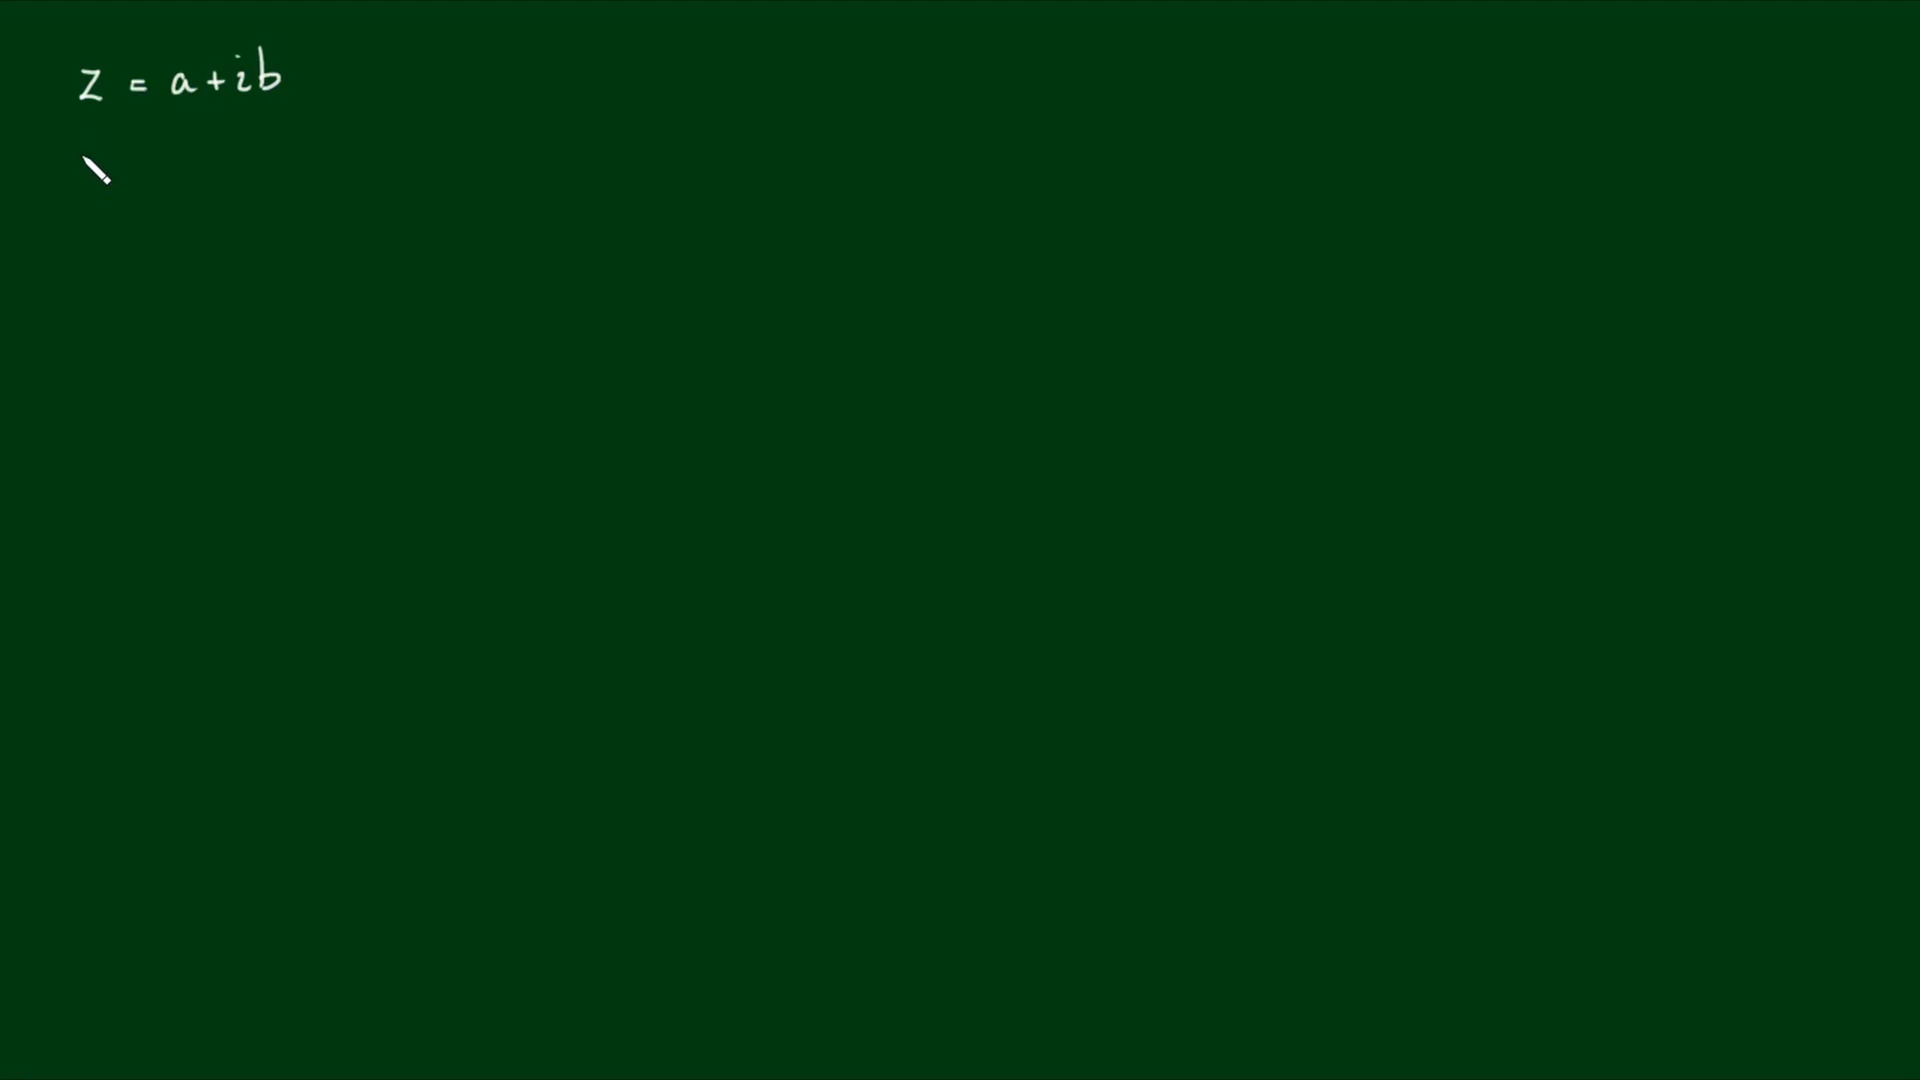 z = a+ib